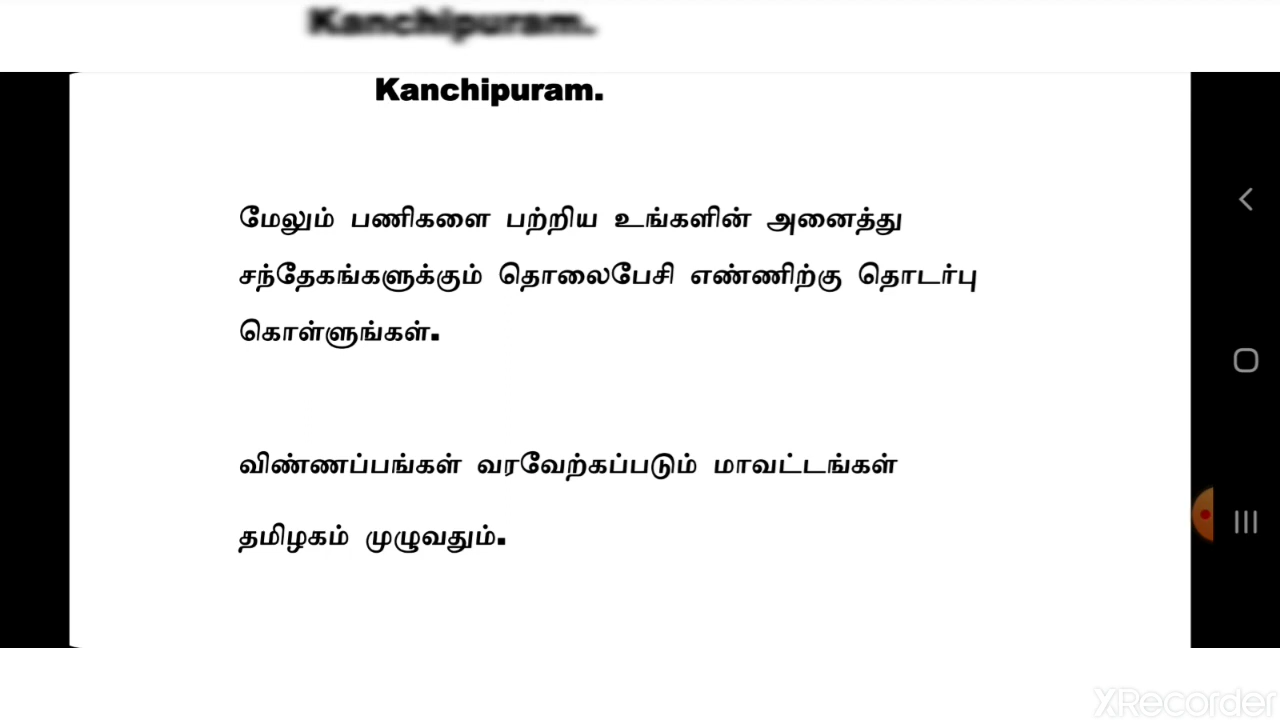 Kanchipuram.
Kanchipuram.
மேலும் பணிகளை பற்றிய உங்களின் அனைத்து
சந்தேகங்களுக்கும் தொலைபேசி எண்ணிற்கு தொடர்பு
கொள்ளுங்கள்.
விண்ணப்பங்கள் வரவேற்கப்படும் மாவட்டங்கள்
தமிழகம் முழுவதும்.
XRecorder